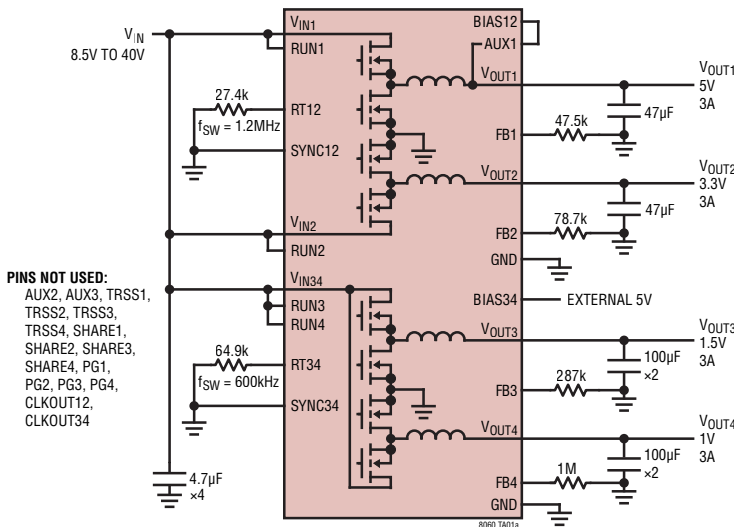 VIN
8.5V TO 40V
VIN1
RUN1
27.4k
RT12
fSW = 1.2MHz
SYNC12
VIN2
RUN2
VIN34
RUN3
RUN4
64.9k
RT34
fSW = 600kHz
SYNC34
4.7µF
×4
PINS NOT USED:
AUX2, AUX3, TRSS1,
TRSS2, TRSS3,
TRSS4, SHARE1,
SHARE2, SHARE3,
SHARE4, PG1,
PG2, PG3, PG4,
CLKOUT12,
CLKOUT34
BIAS12
AUX1
VOUT1
FB1
47.5k
47µF
VOUT1
5V
3A
VOUT2
FB2
78.7k
47µF
VOUT2
3.3V
3A
GND
BIAS34
EXTERNAL 5V
VOUT3
FB3
287k
100µF
×2
VOUT3
1.5V
3A
VOUT4
FB4
1M
100µF
×2
VOUT4
1V
3A
GND
8060 TA01a